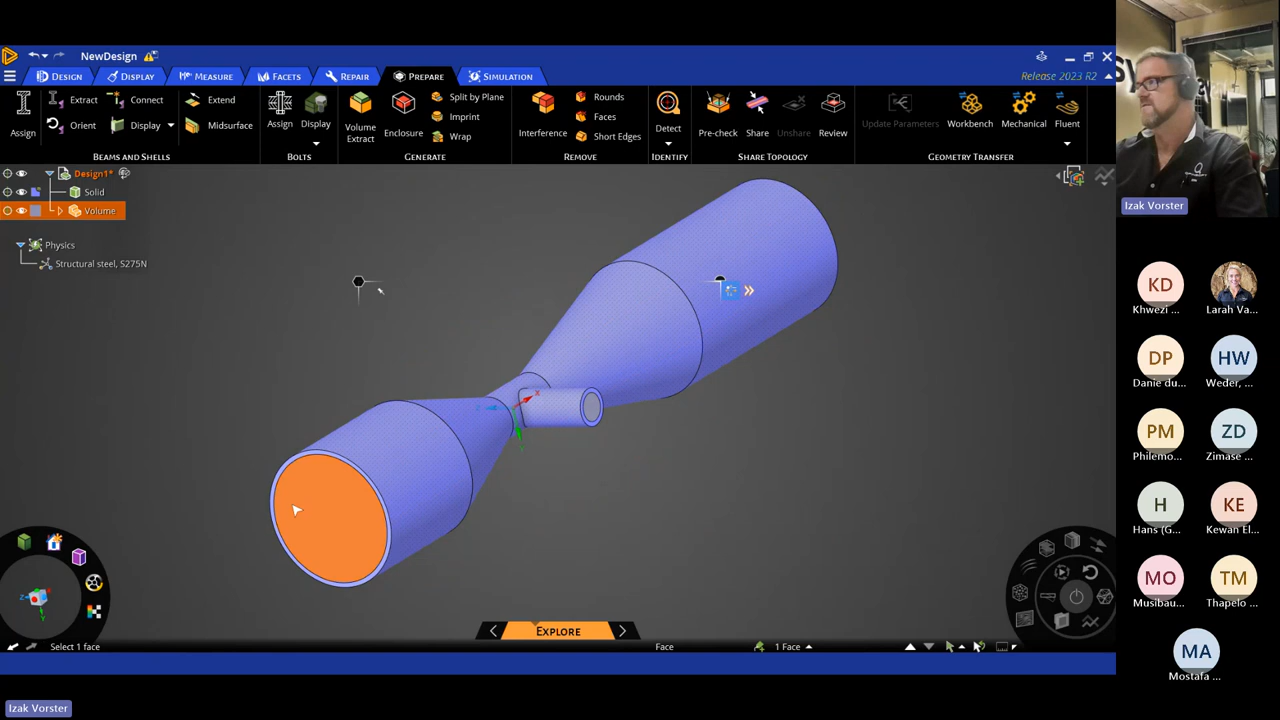 NewDesign
DESIGN DISPLAY MEASURE FACETS REPAIR PREPARE SIMULATION
Release 2023 R2
Assign
Extract
Orient
Connect
Display
Extend
Midsurface
BEAMS AND SHELLS
Assign
Display
BOLTS
Volume
Extract
Enclosure
Split by Plane
Imprint
Wrap
GENERATE
Interference
Rounds
Faces
Short Edges
REMOVE
Detect
IDENTIFY
Pre-check
Share
Unshare
Review
SHARE TOPOLOGY
Update Parameters
Workbench
Mechanical
Fluent
GEOMETRY TRANSFER
Design1*
Solid
Volume
Physics
Structural steel, S275N
X
Z
Y
Z
Y
EXPLORE
Select 1 face
Face
1 Face
Izak Vorster
Izak Vorster
KD
Khwezi ...
Larah Va...
DP
Danie du...
HW
Weder, ...
PM
Philemo...
ZD
Zimase ...
H
Hans (G...
KE
Kewan El...
MO
Musibau...
TM
Thapelo ...
MA
Mostafa ...